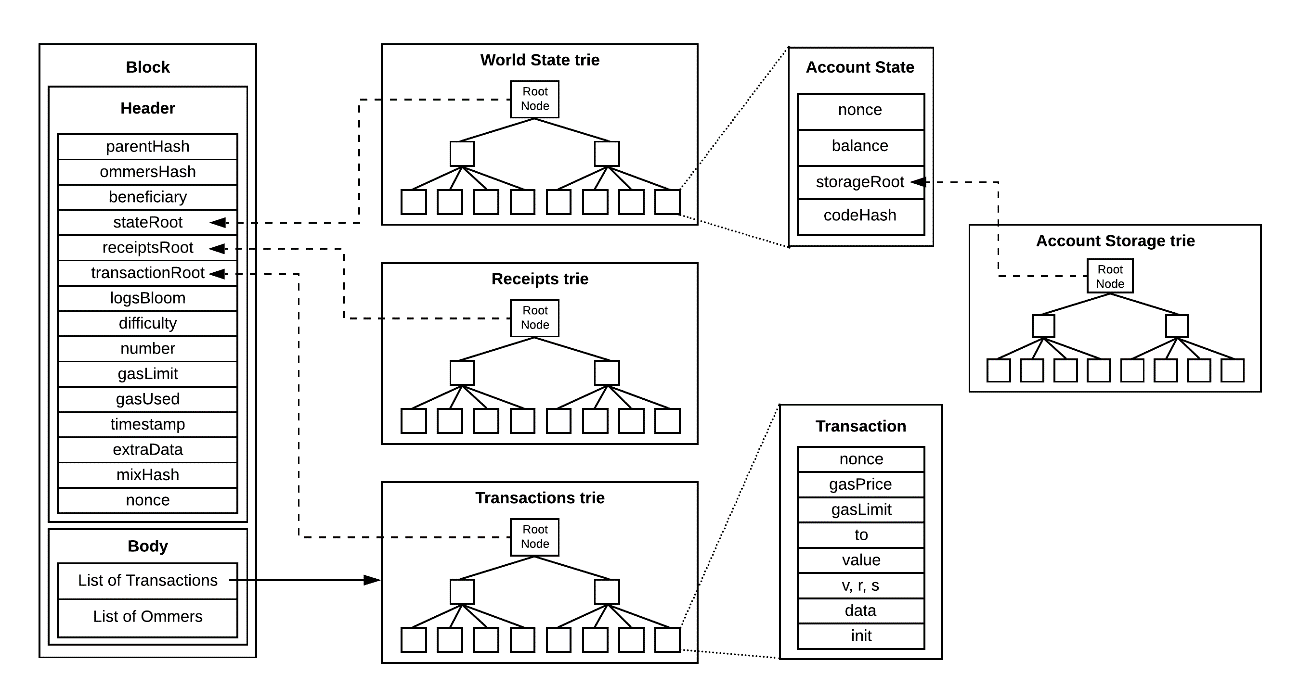 Block
Header
parentHash
ommersHash
beneficiary
stateRoot
receiptsRoot
transactionRoot
logsBloom
difficulty
number
gasLimit
gasUsed
timestamp
extraData
mixHash
nonce
Body
List of Transactions
List of Ommers
World State trie
Root
Node
Receipts trie
Root
Node
Transactions trie
Root
Node
Account State
nonce
balance
storageRoot
codeHash
Account Storage trie
Root
Node
Transaction
nonce
gasPrice
gasLimit
to
value
v, r, s
data
init